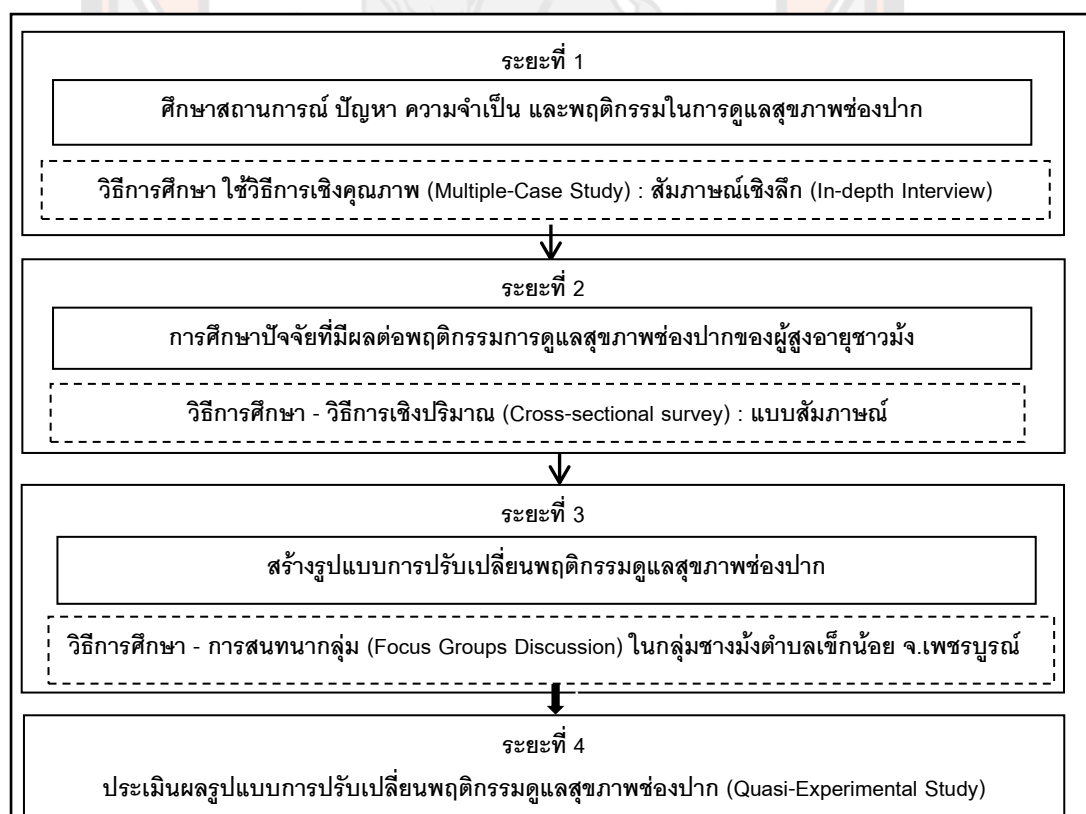 ระยะที่ 1
ศึกษาสถานการณ์ ปัญหา ความจำเป็น และพฤติกรรมในการดูแลสุขภาพช่องปาก
วิธีการศึกษา ใช้วิธีการเชิงคุณภาพ (Multiple-Case Study) : สัมภาษณ์เชิงลึก (In-depth Interview)
ระยะที่ 2
การศึกษาปัจจัยที่มีผลต่อพฤติกรรมการดูแลสุขภาพช่องปากของผู้สูงอายุชาวม้ง
วิธีการศึกษา - วิธีการเชิงปริมาณ (Cross-sectional survey) : แบบสัมภาษณ์
ระยะที่ 3
สร้างรูปแบบการปรับเปลี่ยนพฤติกรรมดูแลสุขภาพช่องปาก
วิธีการศึกษา - การสนทนากลุ่ม (Focus Groups Discussion) ในกลุ่มชางม้งตำบลเข็กน้อย จ.เพชรบูรณ์
ระยะที่ 4
ประเมินผลรูปแบบการปรับเปลี่ยนพฤติกรรมดูแลสุขภาพช่องปาก (Quasi-Experimental Study)